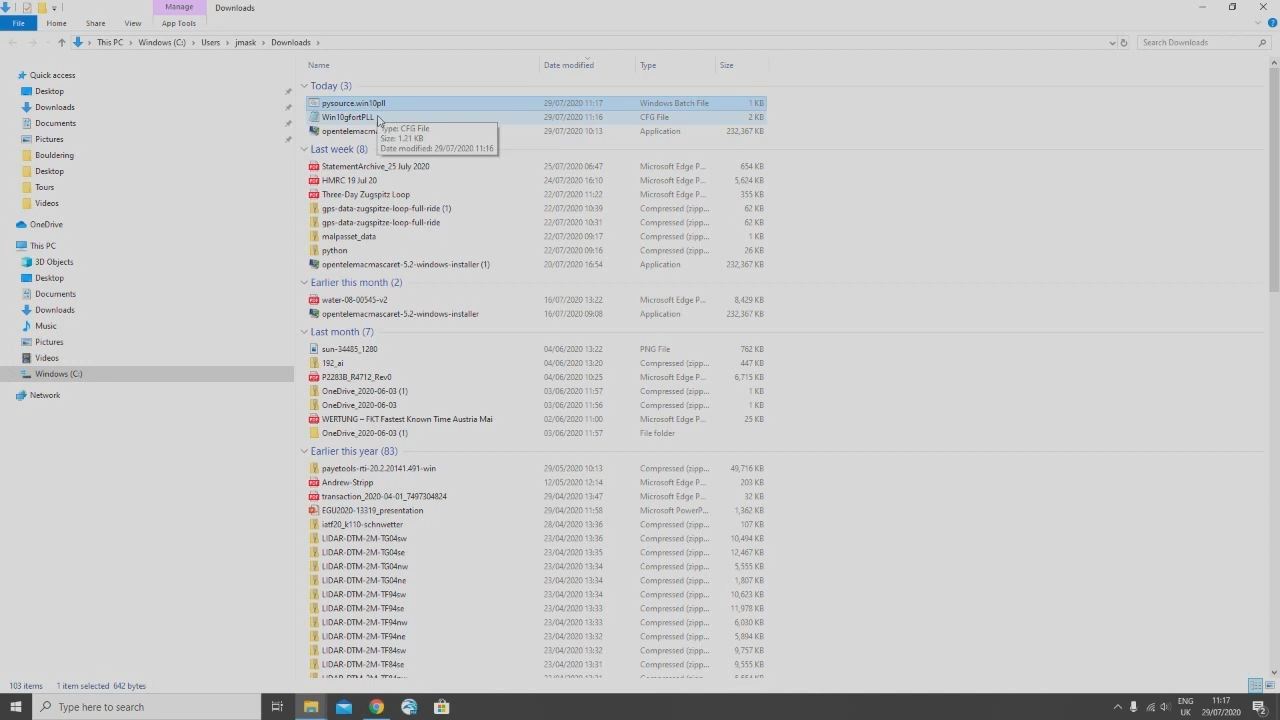 Manage
Downloads
File
Home
Share
View
App Tools
This PC
Windows (C:)
Users
jmask
Downloads
Search Downloads
Name
Date modified
Type
Size
Quick access
Desktop
Downloads
Documents
Pictures
Bouldering
Desktop
Tours
Videos
OneDrive
This PC
3D Objects
Desktop
Documents
Downloads
Music
Pictures
Videos
Windows (C:)
Network
Today (3)
pysource.win10pll 29/07/2020 11:17 Windows Batch File 1 KB
Win10gfortPLL 29/07/2020 11:16 CFG File 2 KB
opentelemacma 29/07/2020 10:13 Application 232,367 KB
Type: CFG File
Size: 1.21 KB
Date modified: 29/07/2020 11:16
Last week (8)
StatementArchive_25 July 2020 25/07/2020 06:47 Microsoft Edge P... 654 KB
HMRC 19 Jul 20 24/07/2020 16:10 Microsoft Edge P... 5,624 KB
Three-Day Zugspitz Loop 22/07/2020 11:22 Microsoft Edge P... 355 KB
gps-data-zugspitze-loop-full-ride (1) 22/07/2020 10:39 Compressed (zipp... 62 KB
gps-data-zugspitze-loop-full-ride 22/07/2020 10:31 Compressed (zipp... 62 KB
malpasset_data 22/07/2020 09:17 Compressed (zipp... 1 KB
python 22/07/2020 09:16 Compressed (zipp... 26 KB
opentelemacmascaret-5.2-windows-installer (1) 20/07/2020 16:54 Application 232,367 KB
Earlier this month (2)
water-08-00545-v2 16/07/2020 13:22 Microsoft Edge P... 8,429 KB
opentelemacmascaret-5.2-windows-installer 16/07/2020 09:08 Application 232,367 KB
Last month (7)
sun-34485_1280 04/06/2020 13:22 PNG File 762 KB
192_ai 04/06/2020 13:20 Compressed (zipp... 447 KB
P2283B_R4712_Rev0 04/06/2020 10:25 Microsoft Edge P... 6,715 KB
OneDrive_2020-06-03 (1) 03/06/2020 11:57 Compressed (zipp... 1 KB
OneDrive_2020-06-03 03/06/2020 11:56 Compressed (zipp... 1 KB
WERTUNG – FKT Fastest Known Time Austria Mai 02/06/2020 11:00 Microsoft Edge P... 25 KB
OneDrive_2020-06-03 (1) 03/06/2020 11:57 File folder
Earlier this year (83)
payetools-rti-20.2.20141.491-win 29/05/2020 10:13 Compressed (zipp... 49,716 KB
Andrew-Stripp 12/05/2020 12:14 Microsoft Edge P... 203 KB
transaction_2020-04-01_7497304824 29/04/2020 13:47 Microsoft Edge P... 32 KB
EGU2020-13319_presentation 29/04/2020 11:58 Microsoft PowerP... 1,362 KB
iatf20_k110-schnwetter 28/04/2020 13:36 Compressed (zipp... 107 KB
LIDAR-DTM-2M-TG04sw 23/04/2020 13:36 Compressed (zipp... 10,494 KB
LIDAR-DTM-2M-TG04se 23/04/2020 13:35 Compressed (zipp... 12,467 KB
LIDAR-DTM-2M-TG04nw 23/04/2020 13:34 Compressed (zipp... 5,555 KB
LIDAR-DTM-2M-TG04ne 23/04/2020 13:34 Compressed (zipp... 1,807 KB
LIDAR-DTM-2M-TF94sw 23/04/2020 13:34 Compressed (zipp... 10,623 KB
LIDAR-DTM-2M-TF94se 23/04/2020 13:33 Compressed (zipp... 11,978 KB
LIDAR-DTM-2M-TF94nw 23/04/2020 13:33 Compressed (zipp... 6,030 KB
LIDAR-DTM-2M-TF94ne 23/04/2020 13:32 Compressed (zipp... 5,894 KB
LIDAR-DTM-2M-TF84sw 23/04/2020 13:32 Compressed (zipp... 9,757 KB
LIDAR-DTM-2M-TF84se 23/04/2020 13:31 Compressed (zipp... 9,555 KB
103 items 1 item selected 642 bytes
Type here to search
ENG
UK
11:17
29/07/2020
2